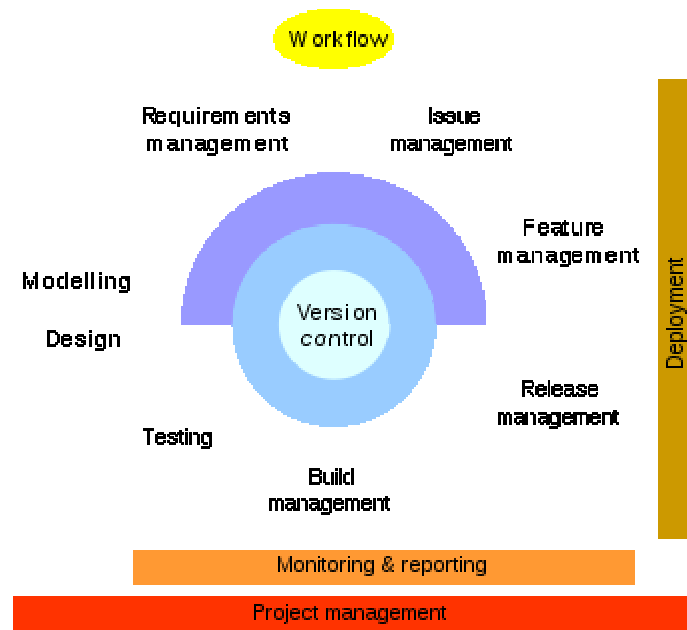 Workflow
Requirements
management
Issue
management
Feature
management
Modelling
Version
control
Design
Deployment
Release
management
Testing
Build
management
Monitoring & reporting
Project management